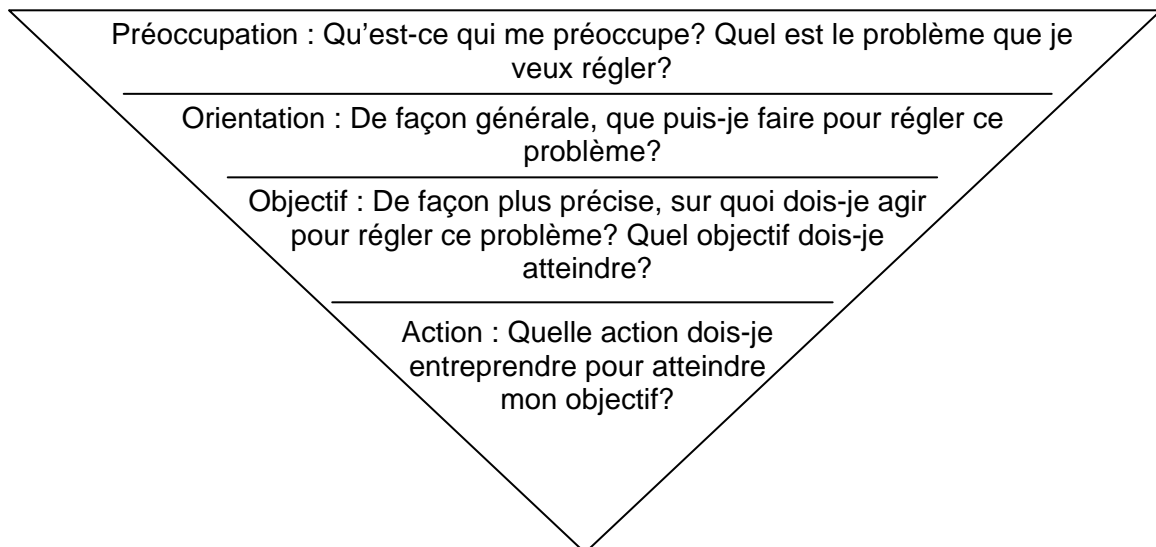 Préoccupation : Qu'est-ce qui me préoccupe? Quel est le problème que je
veux régler?
Orientation : De façon générale, que puis-je faire pour régler ce
problème?
Objectif : De façon plus précise, sur quoi dois-je agir
pour régler ce problème? Quel objectif dois-je
atteindre?
Action : Quelle action dois-je
entreprendre pour atteindre
mon objectif?